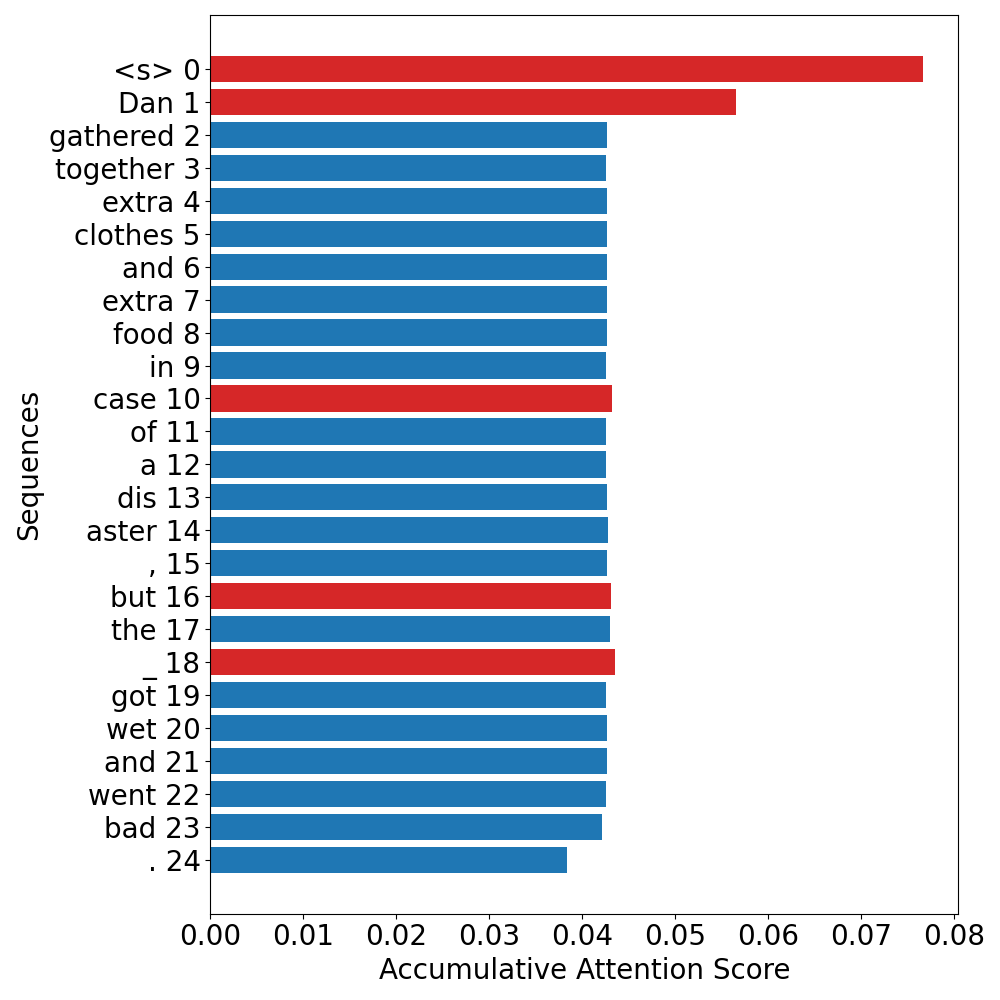 <s> 0
Dan 1
gathered 2
together 3
extra 4
clothes 5
and 6
extra 7
food 8
in 9
case 10
of 11
a 12
dis 13
aster 14
, 15
but 16
the 17
_ 18
got 19
wet 20
and 21
went 22
bad 23
. 24
Sequences
0.00 0.01 0.02 0.03 0.04 0.05 0.06 0.07 0.08
Accumulative Attention Score